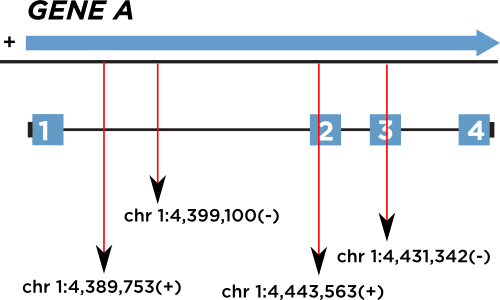 GENE A
+
1 2 3 4
chr 1:4,399,100(-)
chr 1:4,431,342(-)
chr 1:4,389,753(+)
chr 1:4,443,563(+)